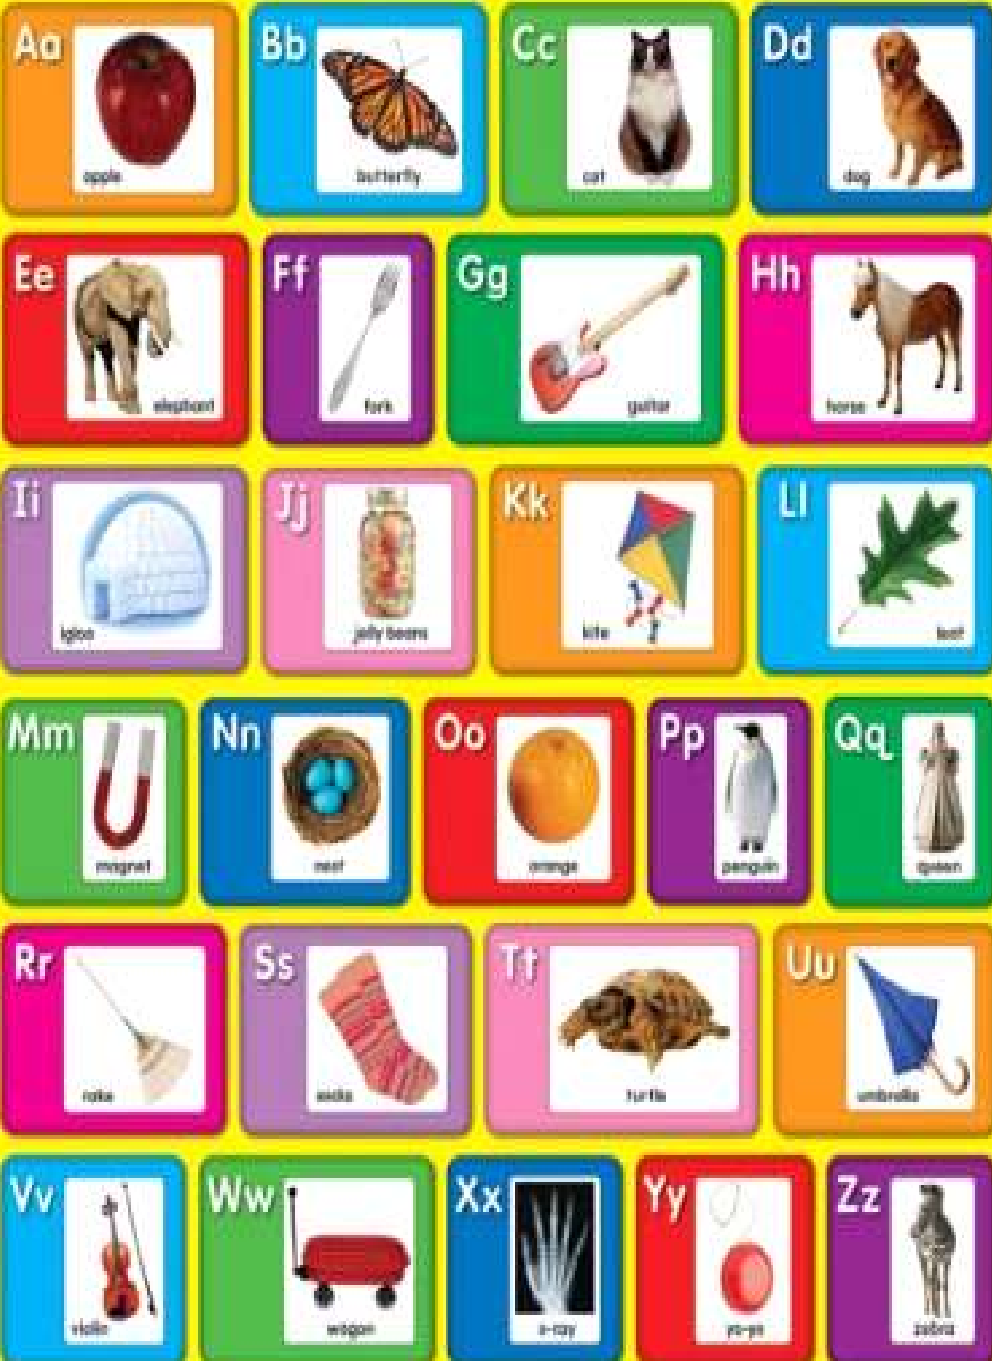 Aa
apple
Bb
butterfly
Cc
cat
Dd
dog
Ee
elephant
Ff
fork
Gg
guitar
Hh
horse
Ii
igloo
Jj
jelly beans
Kk
kite
Ll
leaf
Mm
magnet
Nn
nest
Oo
orange
Pp
penguin
Qq
queen
Rr
rake
Ss
socks
Tt
turtle
Uu
umbrella
Vv
violin
Ww
wagon
Xx
x-ray
Yy
yo-yo
Zz
zebra